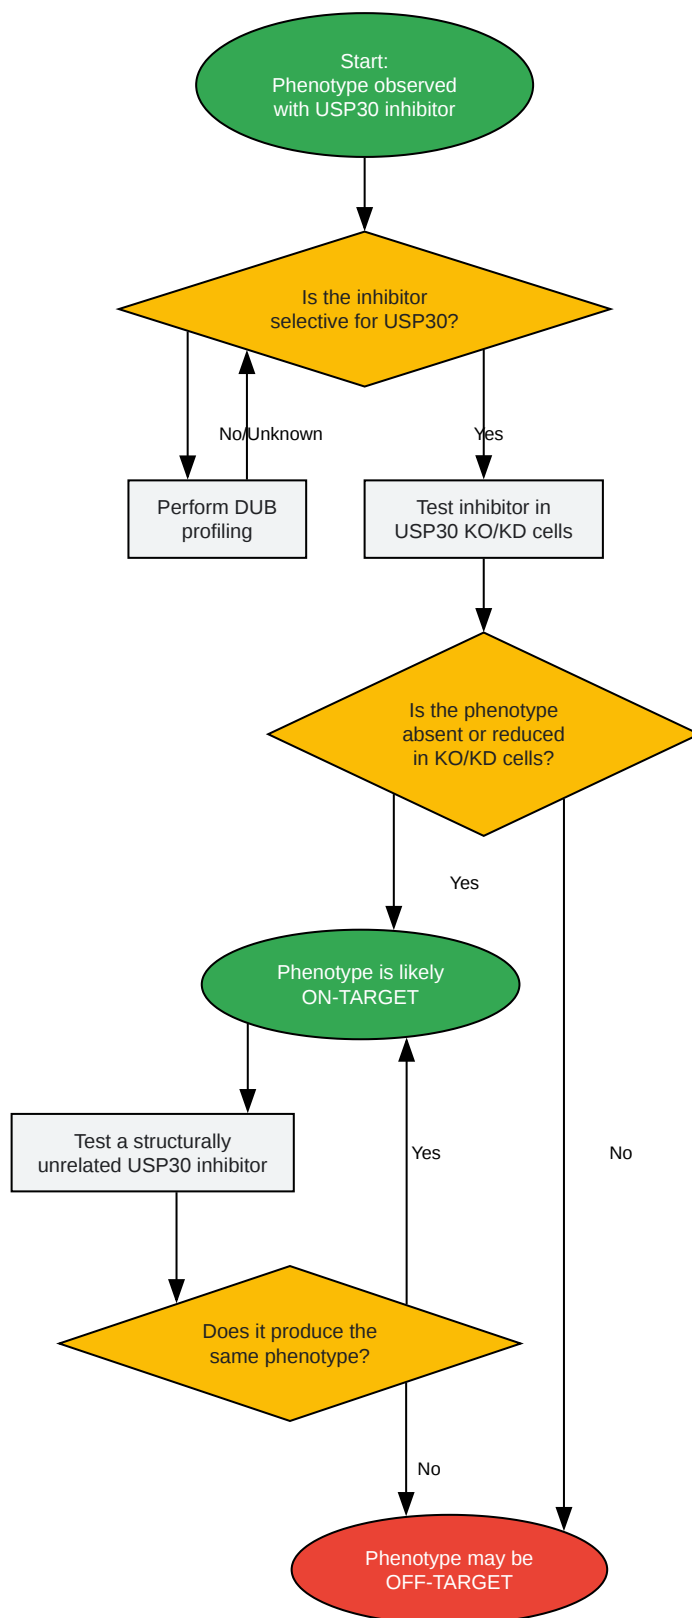 Start:
Phenotype observed
with USP30 inhibitor
Is the inhibitor
selective for USP30?
No/Unknown
Yes
Perform DUB
profiling
Test inhibitor in
USP30 KO/KD cells
Is the phenotype
absent or reduced
in KO/KD cells?
Yes
Phenotype is likely
ON-TARGET
Test a structurally
unrelated USP30 inhibitor
Yes
No
Does it produce the
same phenotype?
No
Phenotype may be
OFF-TARGET